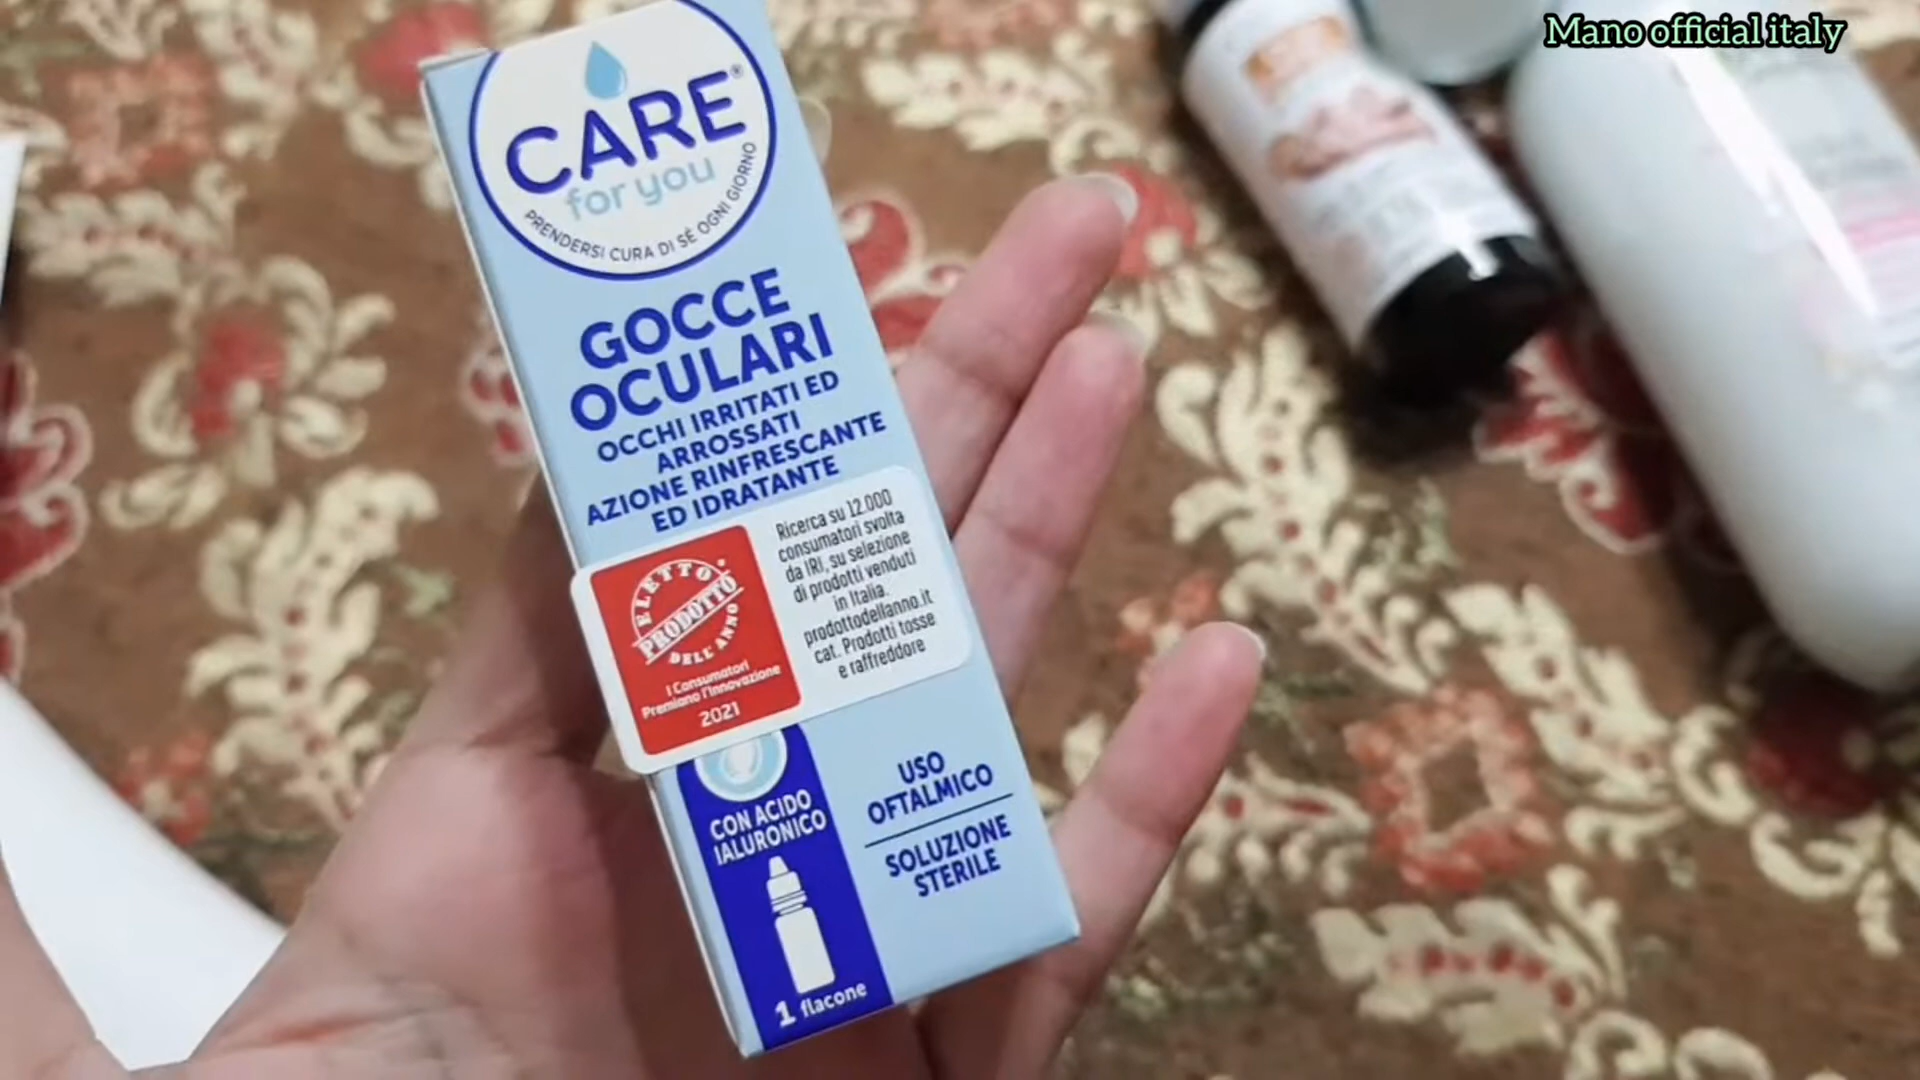 Mano official italy
CARE®
for you
PRENDERSI CURA DI SÉ OGNI GIORNO
GOCCE
OCULARI
OCCHI IRRITATI ED
ARROSSATI
AZIONE RINFRESCANTE
ED IDRATANTE
ELETTO
PRODOTTO
DELL'ANNO
I Consumatori
Premiano l'Innovazione
2021
Ricerca su 12.000
consumatori svolta
da IRI, su selezione
di prodotti venduti
in Italia.
prodottodellanno.it
cat. Prodotti tosse
e raffreddore
CON ACIDO
IALURONICO
1 flacone
USO
OFTALMICO
SOLUZIONE
STERILE